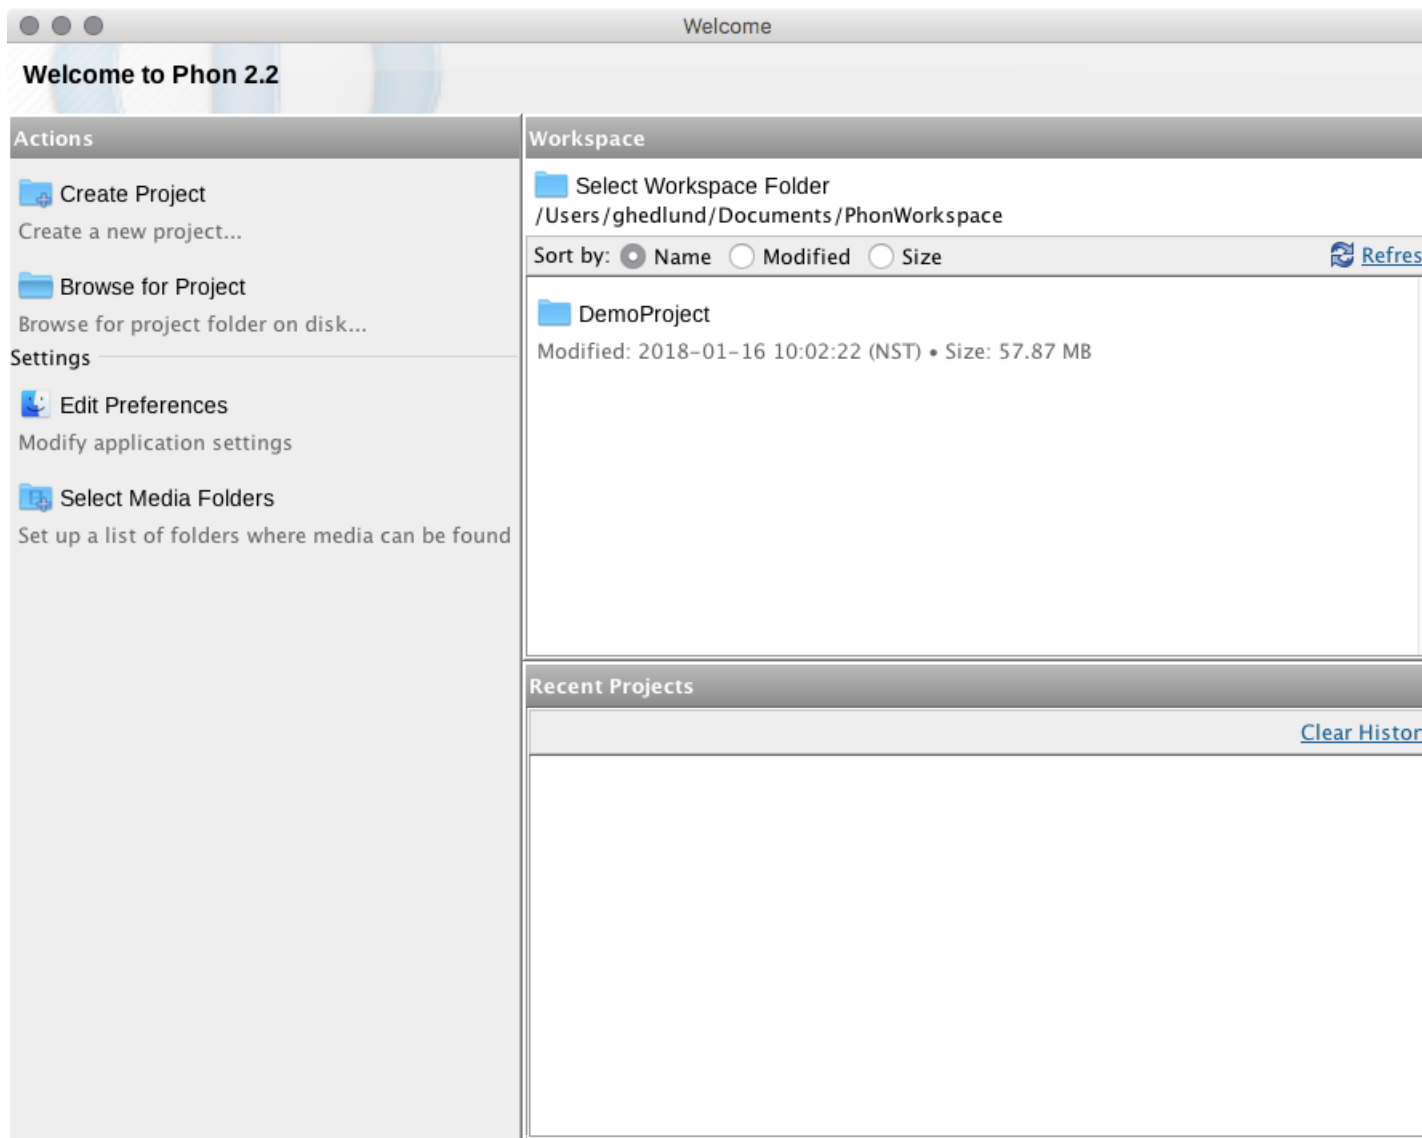 Welcome
Welcome to Phon 2.2
Actions
Create Project
Create a new project...
Browse for Project
Browse for project folder on disk...
Settings
Edit Preferences
Modify application settings
Select Media Folders
Set up a list of folders where media can be found
Workspace
Select Workspace Folder
/Users/ghedlund/Documents/PhonWorkspace
Sort by: Name Modified Size Refres
DemoProject
Modified: 2018-01-16 10:02:22 (NST) • Size: 57.87 MB
Recent Projects
Clear Histor